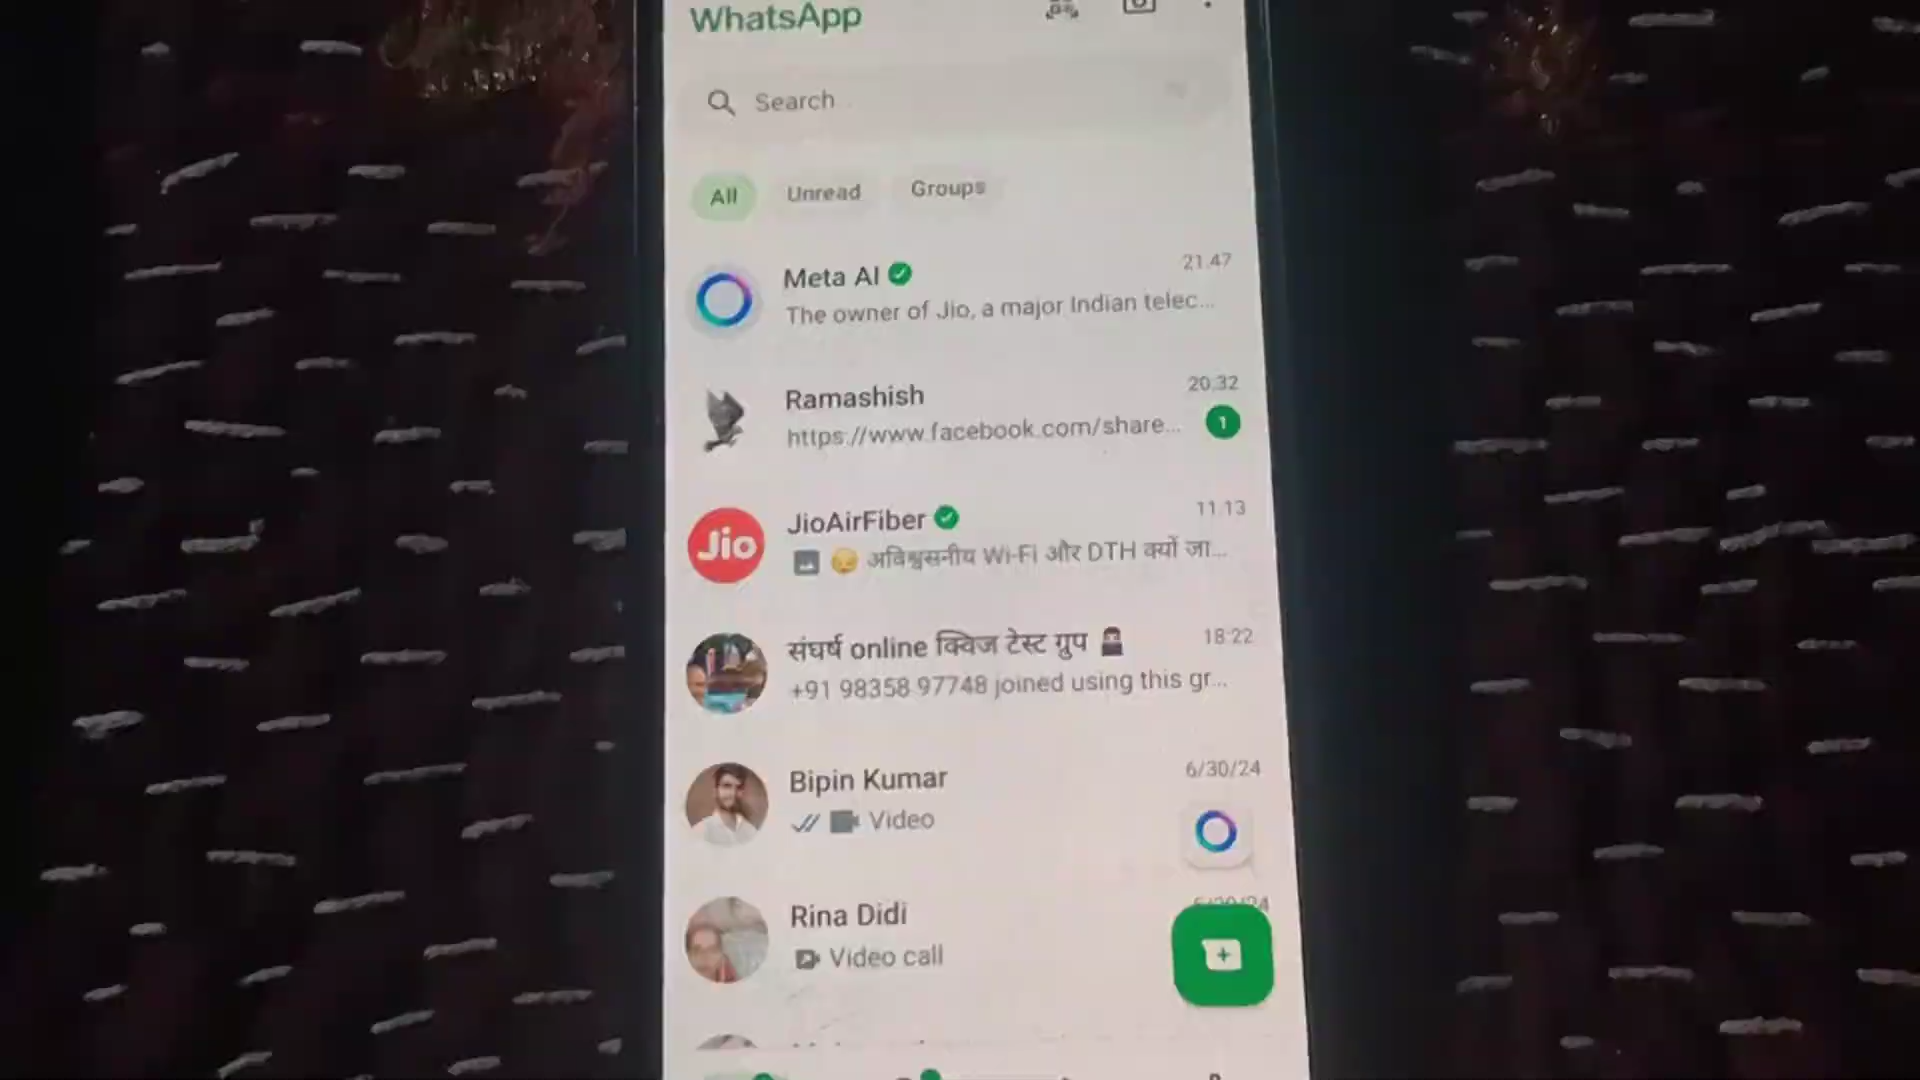 WhatsApp
Search
All
Unread
Groups
Meta AI
21.47
The owner of Jio, a major Indian telec...
Ramashish
20.32
https://www.facebook.com/share...
1
Jio
JioAirFiber
11.13
अविश्वसनीय Wi-Fi और DTH क्यों जा...
संघर्ष online क्विज टेस्ट ग्रुप
18:22
+91 98358 97748 joined using this gr...
Bipin Kumar
6/30/24
Video
Rina Didi
Video call